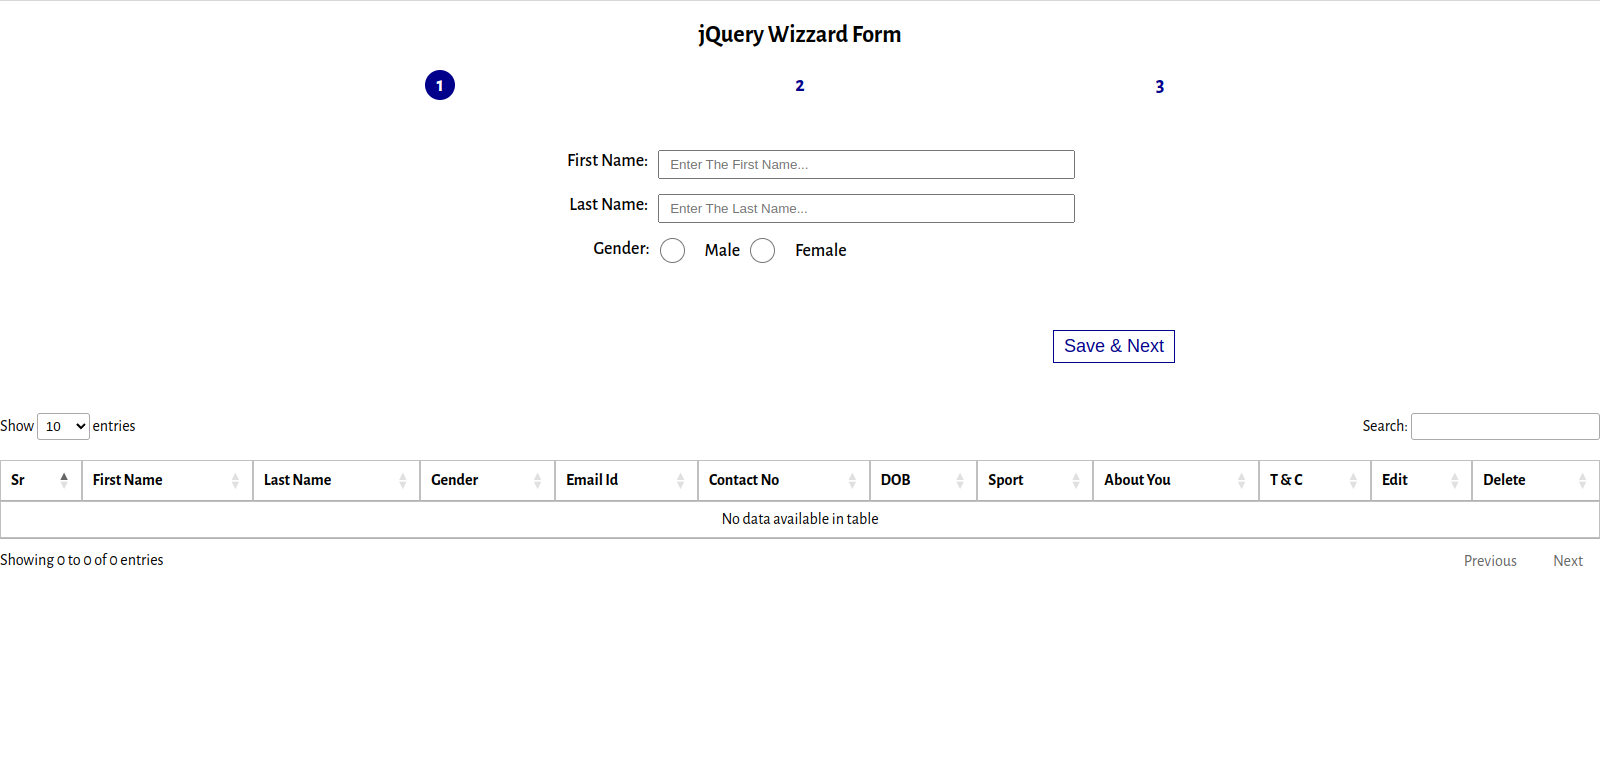 jQuery Wizzard Form
1 2 3
First Name: Enter The First Name...
Last Name: Enter The Last Name...
Gender: Male Female
Save & Next
Show 10 entries Search:
Sr First Name Last Name Gender Email Id Contact No DOB Sport About You T & C Edit Delete
No data available in table
Showing 0 to 0 of 0 entries Previous Next